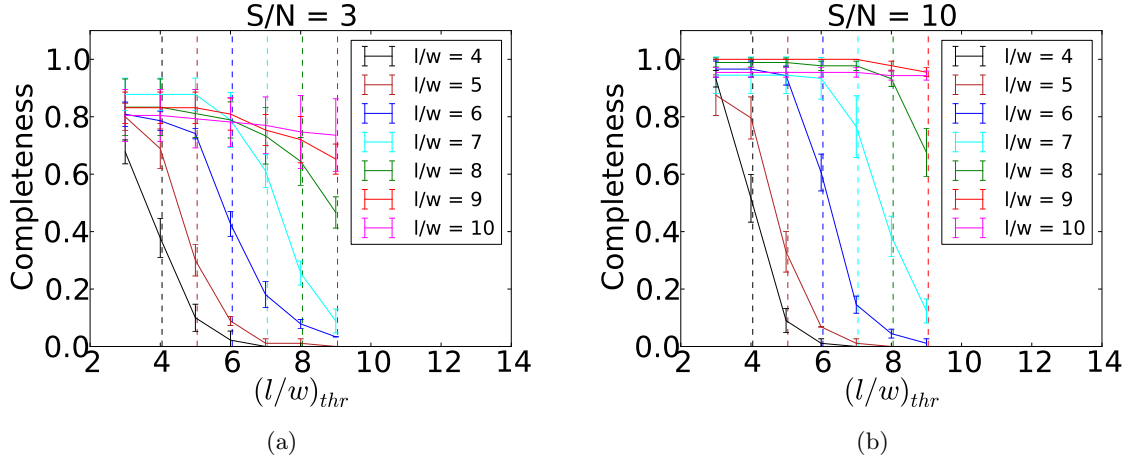 S/N = 3
Completeness
1.0
0.8
0.6
0.4
0.2
0.0
2 4 6 8 10 12 14
(l/w)thr
l/w = 4
l/w = 5
l/w = 6
l/w = 7
l/w = 8
l/w = 9
l/w = 10
(a)
S/N = 10
Completeness
1.0
0.8
0.6
0.4
0.2
0.0
2 4 6 8 10 12 14
(l/w)thr
l/w = 4
l/w = 5
l/w = 6
l/w = 7
l/w = 8
l/w = 9
l/w = 10
(b)